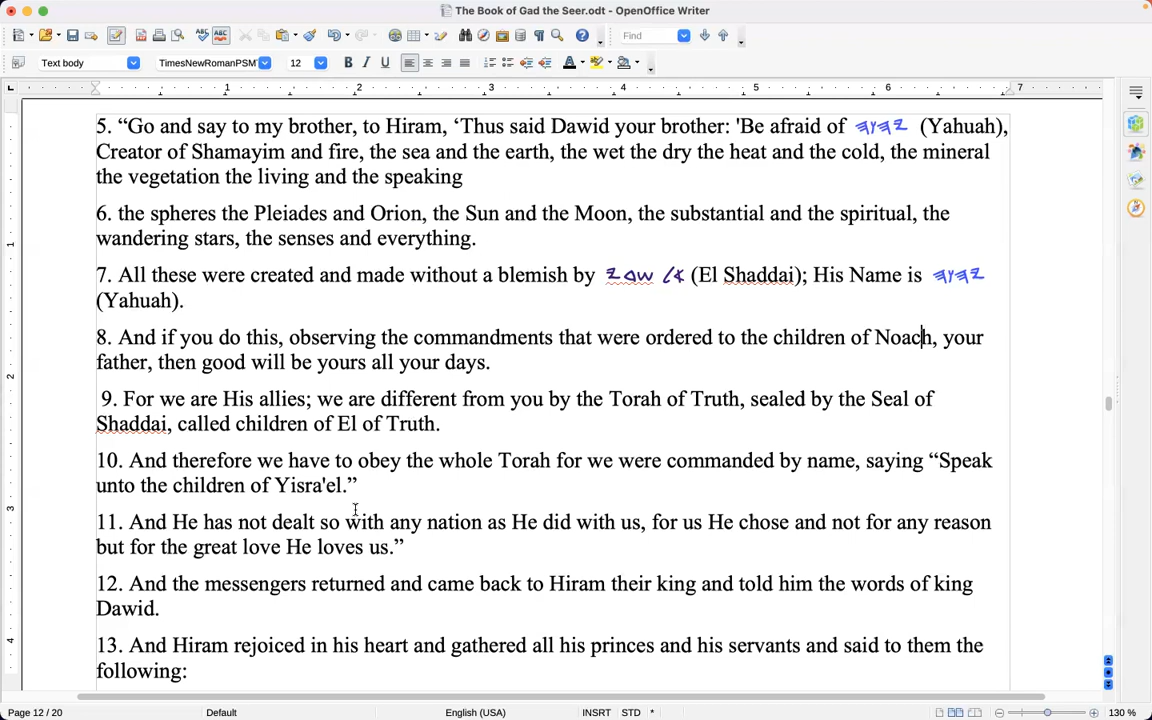 The Book of Gad the Seer.odt - OpenOffice Writer
Find
Text body
TimesNewRomanPSMT
12
1 2 3 4 5 6 7
5. “Go and say to my brother, to Hiram, ‘Thus said Dawid your brother: 'Be afraid of 𐤉𐤄𐤅𐤄 (Yahuah),
Creator of Shamayim and fire, the sea and the earth, the wet the dry the heat and the cold, the mineral
the vegetation the living and the speaking
6. the spheres the Pleiades and Orion, the Sun and the Moon, the substantial and the spiritual, the
wandering stars, the senses and everything.
7. All these were created and made without a blemish by 𐤀𐤋 𐤔𐤃𐤉 (El Shaddai); His Name is 𐤉𐤄𐤅𐤄
(Yahuah).
8. And if you do this, observing the commandments that were ordered to the children of Noach, your
father, then good will be yours all your days.
9. For we are His allies; we are different from you by the Torah of Truth, sealed by the Seal of
Shaddai, called children of El of Truth.
10. And therefore we have to obey the whole Torah for we were commanded by name, saying “Speak
unto the children of Yisra'el.”
11. And He has not dealt so with any nation as He did with us, for us He chose and not for any reason
but for the great love He loves us.”
12. And the messengers returned and came back to Hiram their king and told him the words of king
Dawid.
13. And Hiram rejoiced in his heart and gathered all his princes and his servants and said to them the
following:
Page 12 / 20
Default
English (USA)
INSRT
STD
*
130 %